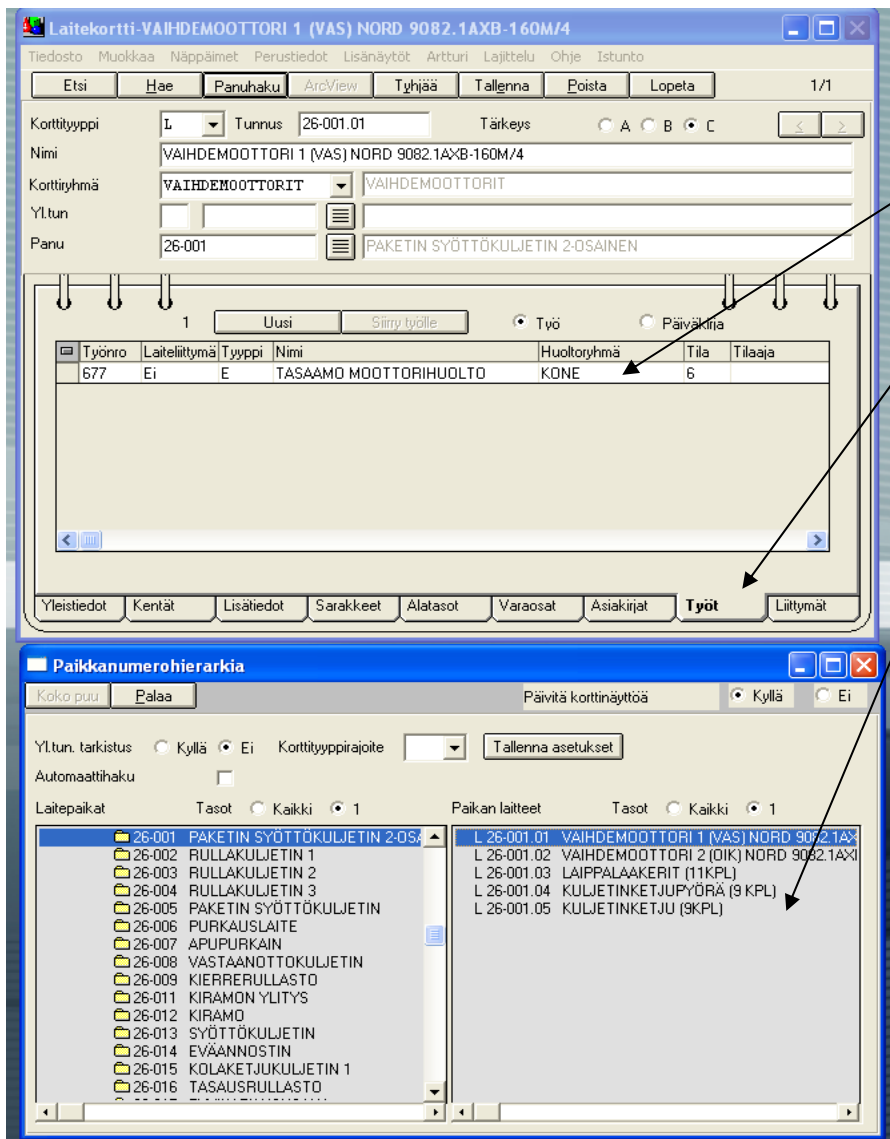 Laitekortti-VAIHDEMOOTTORI 1 (VAS) NORD 9082.1AXB-160M/4
Tiedosto Muokkaa Näppäimet Perustiedot Lisänäytöt Artturi Lajittelu Ohje Istunto
Etsi Hae Panuhaku ArcView Tyhjää Tallenna Poista Lopeta 1/1
Korttityyppi L Tunnus 26-001.01 Tärkeys A B C < >
Nimi VAIHDEMOOTTORI 1 (VAS) NORD 9082.1AXB-160M/4
Korttiryhmä VAIHDEMOOTTORIT VAIHDEMOOTTORIT
Yl.tun
Panu 26-001 PAKETIN SYÖTTÖKULJETIN 2-OSAINEN
1 Uusi Siirry työlle Työ Päiväkirja
Työnro Laiteliittymä Tyyppi Nimi Huoltoryhmä Tila Tilaaja
677 Ei E TASAAMO MOOTTORIHUOLTO KONE 6
Yleistiedot Kentät Lisätiedot Sarakkeet Alatasot Varaosat Asiakirjat Työt Liittymät
Paikkanumerohierarkia
Koko puu Palaa Päivitä korttinäyttöä Kyllä Ei
Yl.tun. tarkistus Kyllä Ei Korttityyppirajoite Tallenna asetukset
Automaattihaku
Laitepaikat Tasot Kaikki 1 Paikan laitteet Tasot Kaikki 1
26-001 PAKETIN SYÖTTÖKULJETIN 2-OSA
26-002 RULLAKULJETIN 1
26-003 RULLAKULJETIN 2
26-004 RULLAKULJETIN 3
26-005 PAKETIN SYÖTTÖKULJETIN
26-006 PURKAUSLAITE
26-007 APUPURKAIN
26-008 VASTAANOTTOKULJETIN
26-009 KIERRERULLASTO
26-011 KIRAMON YLITYS
26-012 KIRAMO
26-013 SYÖTTÖKULJETIN
26-014 EVÄANNOSTIN
26-015 KOLAKETJUKULJETIN 1
26-016 TASAUSRULLASTO
L 26-001.01 VAIHDEMOOTTORI 1 (VAS) NORD 9082.1AX
L 26-001.02 VAIHDEMOOTTORI 2 (OIK) NORD 9082.1AXI
L 26-001.03 LAIPPALAAKERIT (11KPL)
L 26-001.04 KULJETINKETJUPYÖRÄ (9 KPL)
L 26-001.05 KULJETINKETJU (9KPL)